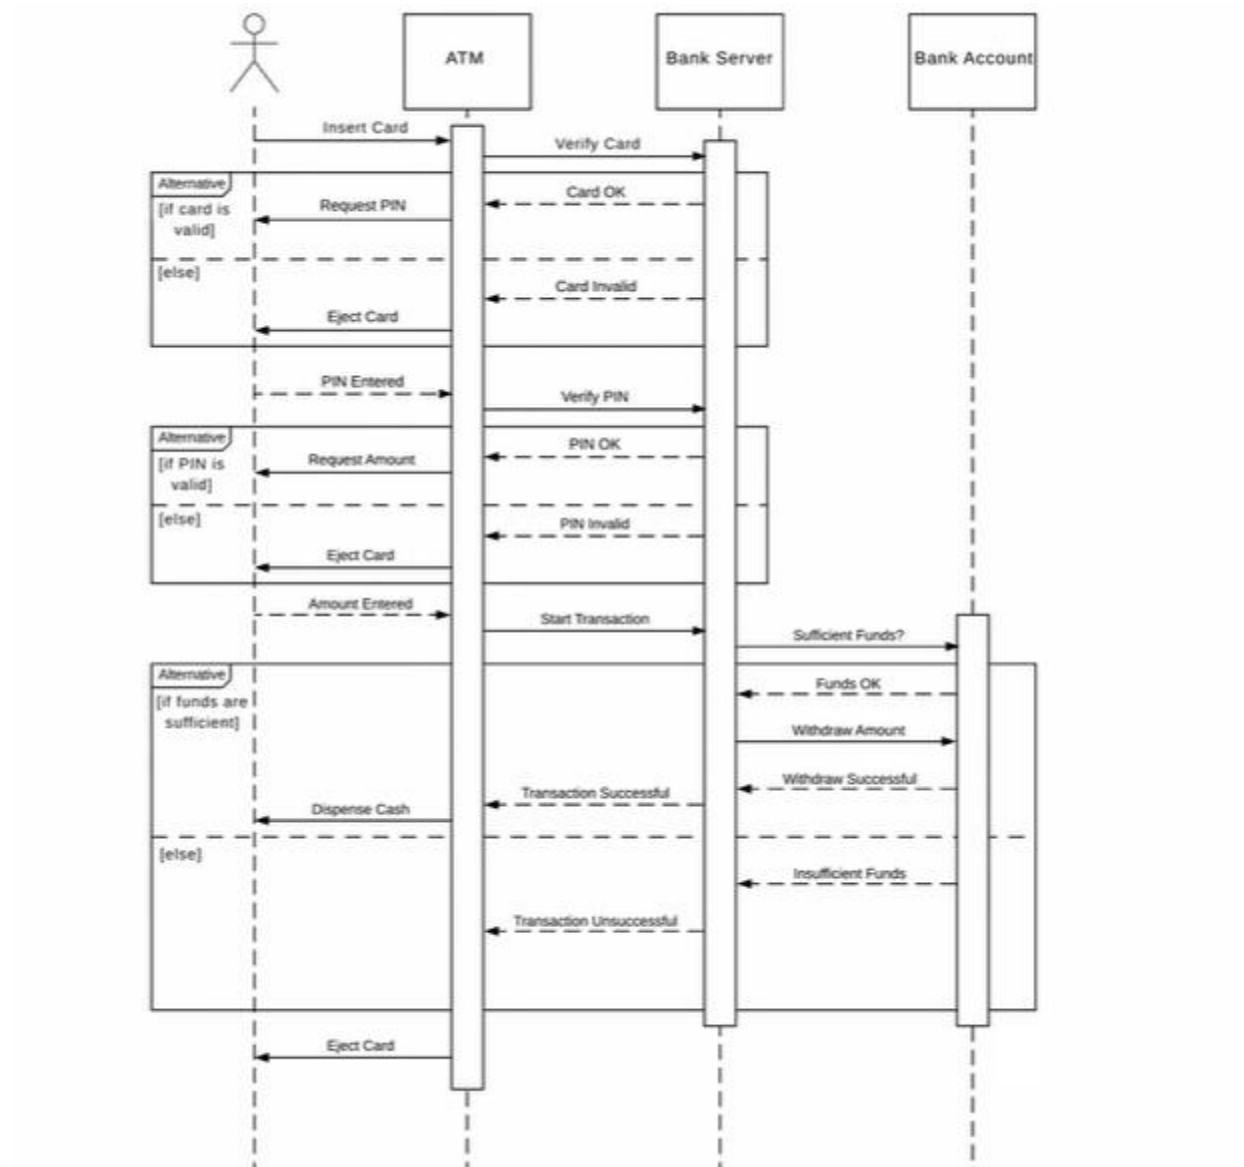 ATM
Bank Server
Bank Account
Insert Card
Verify Card
Alternative
Card OK
[if card is
valid]
Request PIN
[else]
Card Invalid
Eject Card
PIN Entered
Verify PIN
Alternative
PIN OK
[if PIN is
valid]
Request Amount
[else]
PIN Invalid
Eject Card
Amount Entered
Start Transaction
Sufficient Funds?
Alternative
Funds OK
[if funds are
sufficient]
Withdraw Amount
Withdraw Successful
Transaction Successful
Dispense Cash
[else]
Insufficient Funds
Transaction Unsuccessful
Eject Card